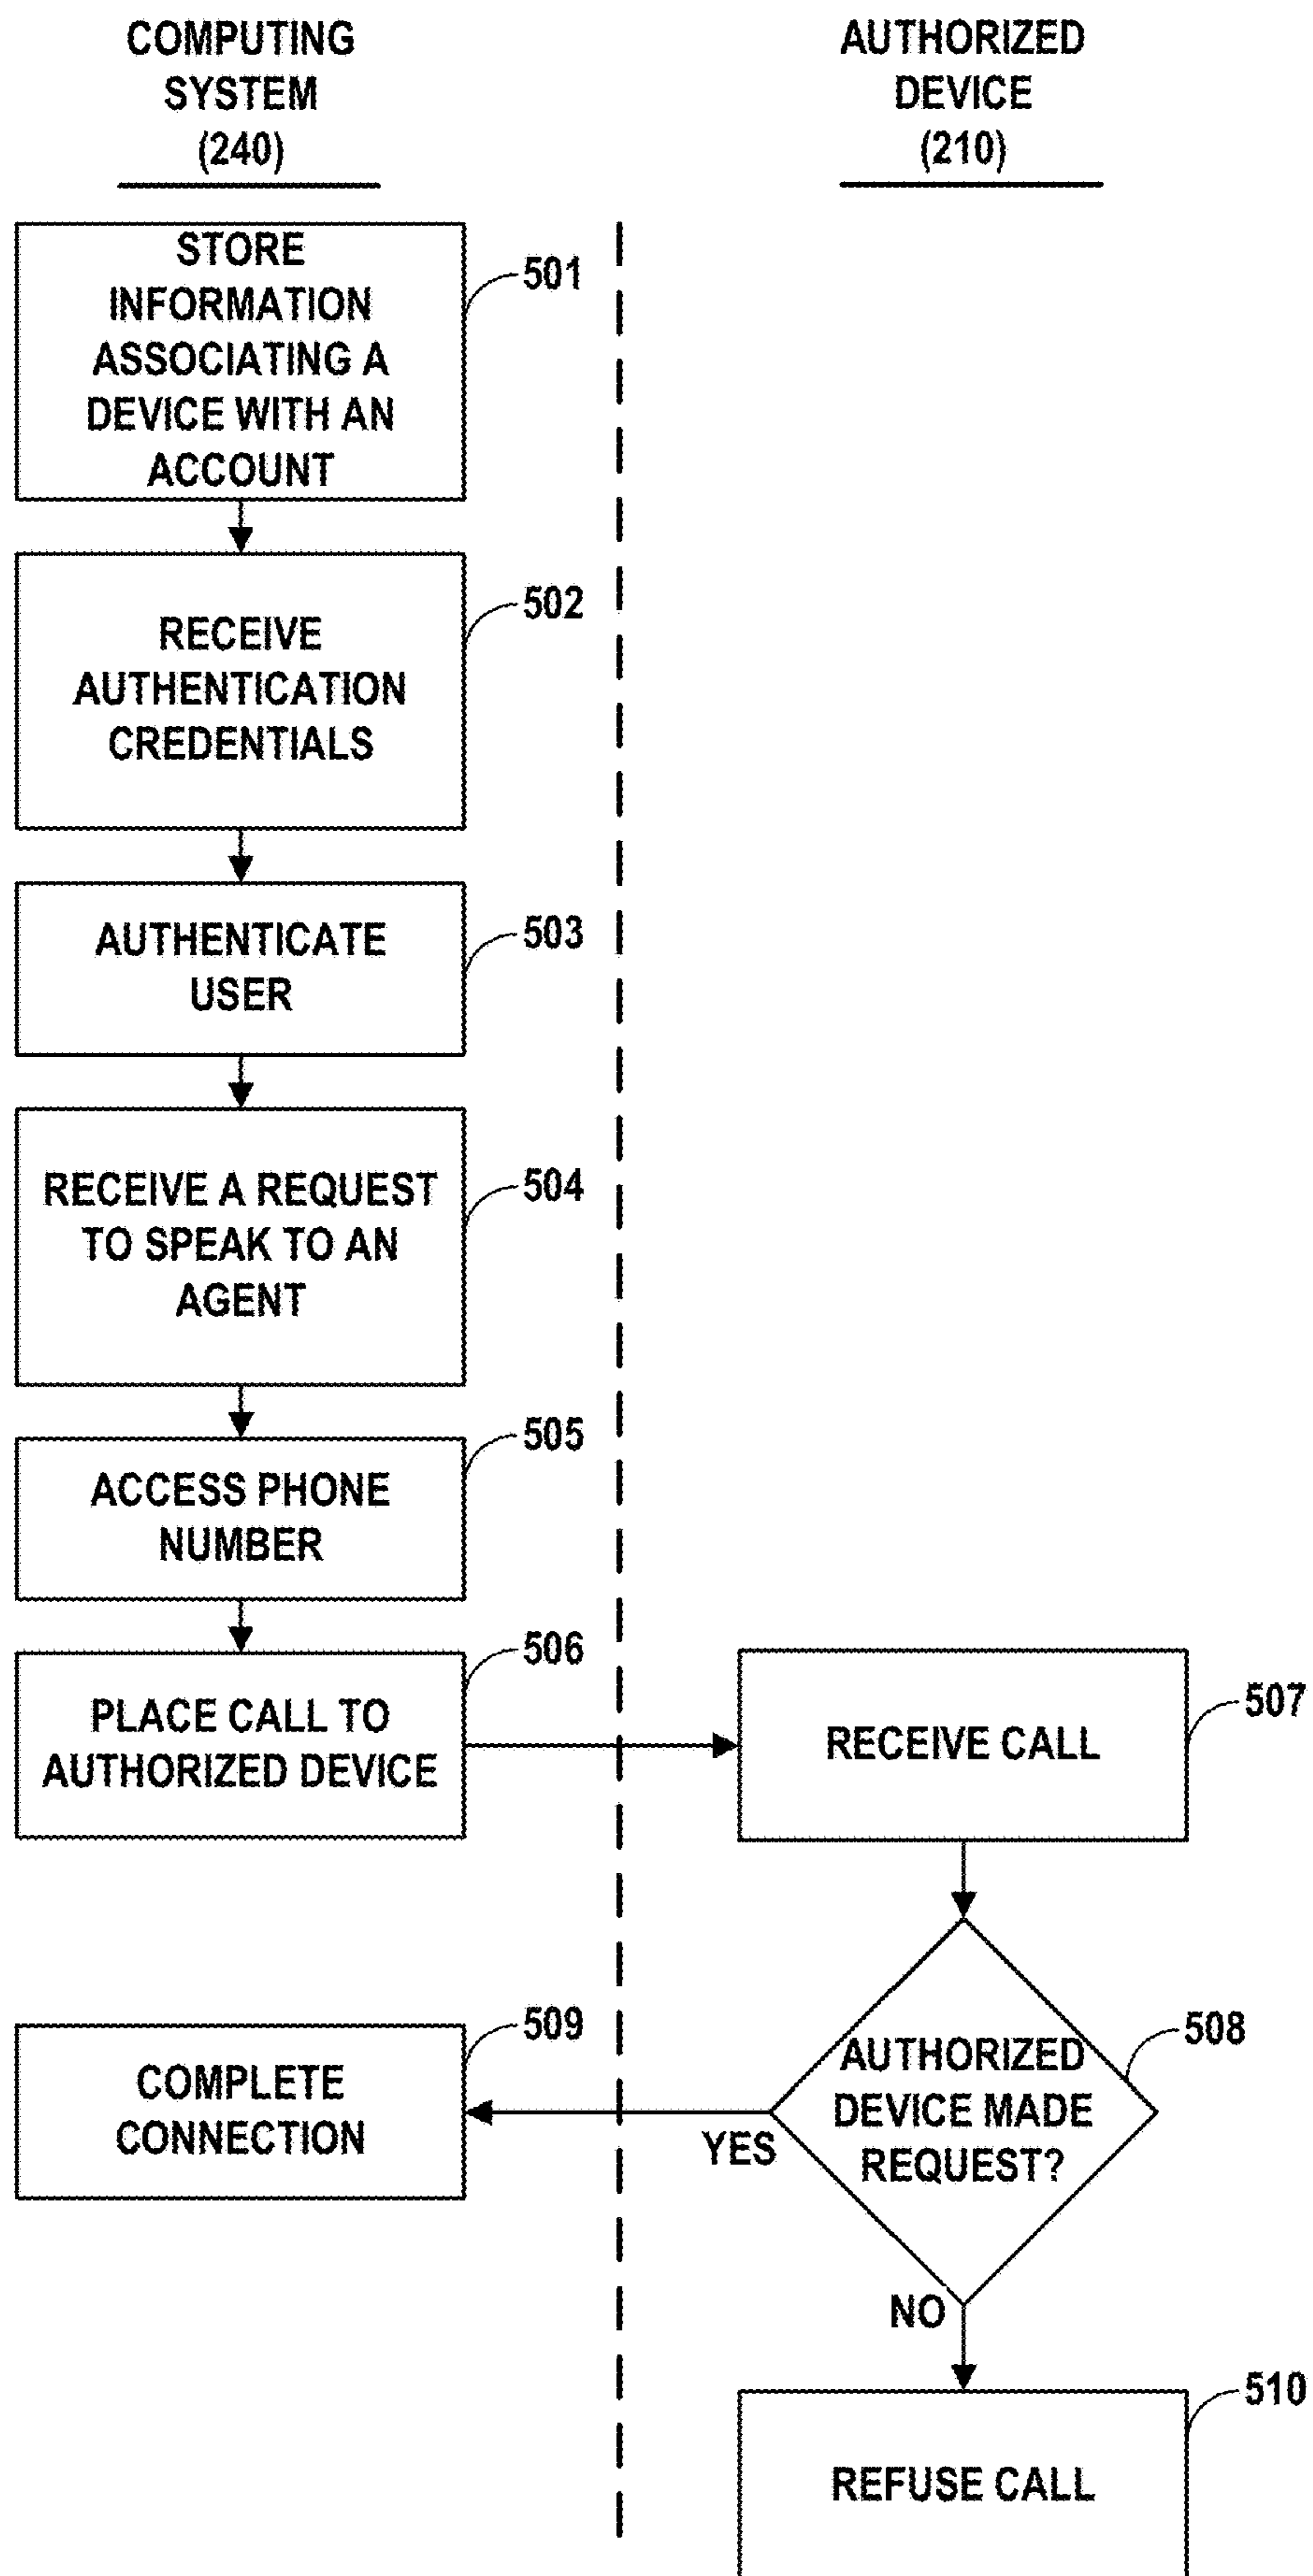 COMPUTING
SYSTEM
(240)
AUTHORIZED
DEVICE
(210)
STORE
INFORMATION
ASSOCIATING A
DEVICE WITH AN
ACCOUNT
501
RECEIVE
AUTHENTICATION
CREDENTIALS
502
AUTHENTICATE
USER
503
RECEIVE A REQUEST
TO SPEAK TO AN
AGENT
504
ACCESS PHONE
NUMBER
505
PLACE CALL TO
AUTHORIZED DEVICE
506
RECEIVE CALL
507
AUTHORIZED
DEVICE MADE
REQUEST?
508
YES
COMPLETE
CONNECTION
509
NO
REFUSE CALL
510